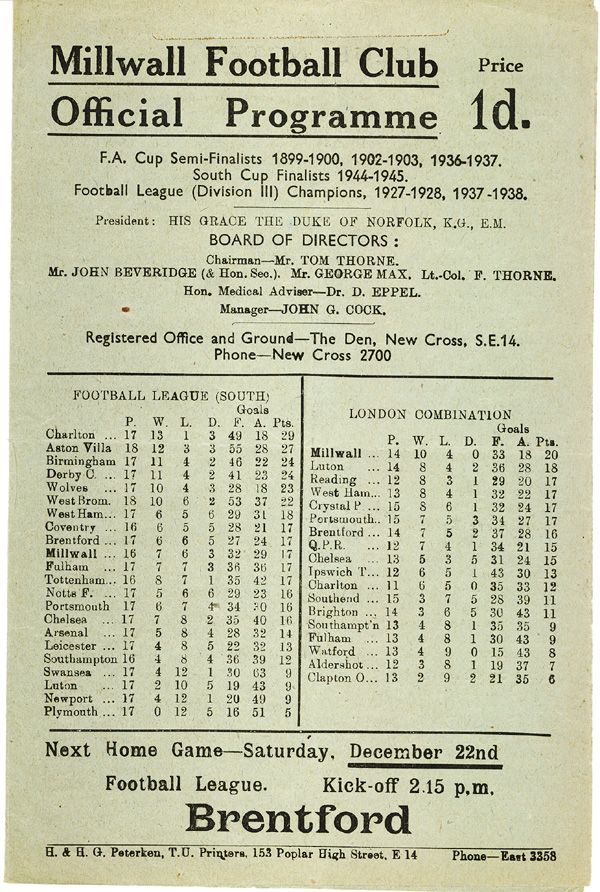 Millwall Football Club Price
Official Programme 1d.
F.A. Cup Semi-Finalists 1899-1900, 1902-1903, 1936-1937.
South Cup Finalists 1944-1945.
Football League (Division III) Champions, 1927-1928, 1937-1938.
President: HIS GRACE THE DUKE OF NORFOLK, K.G., E.M.
BOARD OF DIRECTORS :
Chairman—Mr. TOM THORNE.
Mr. JOHN BEVERIDGE (& Hon. Sec.). Mr. GEORGE MAX. Lt.-Col. F. THORNE.
Hon. Medical Adviser—Dr. D. EPPEL.
Manager—JOHN G. COCK.
Registered Office and Ground—The Den, New Cross, S.E.14.
Phone—New Cross 2700
FOOTBALL LEAGUE (SOUTH)
Goals
P. W. L. D. F. A. Pts.
Charlton ... 17 13 1 3 49 18 29
Aston Villa 18 12 3 3 55 28 27
Birmingham 17 11 4 2 46 22 24
Derby C. ... 17 11 4 2 41 23 24
Wolves ... 17 10 4 3 28 18 23
West Brom. 18 10 6 2 53 37 22
West Ham... 17 6 5 6 29 31 18
Coventry ... 16 6 5 5 28 21 17
Brentford ... 17 6 6 5 27 24 17
Millwall ... 16 7 6 3 32 29 17
Fulham ... 17 7 7 3 36 36 17
Tottenham... 16 8 7 1 35 42 17
Notts F. ... 17 5 6 6 29 23 16
Portsmouth 17 6 7 4 34 30 16
Chelsea ... 17 7 8 2 35 40 16
Arsenal ... 17 5 8 4 28 32 14
Leicester ... 17 4 8 5 22 32 13
Southampton 16 4 8 4 36 39 12
Swansea ... 17 4 12 1 30 63 9
Luton ... 17 2 10 5 19 43 9
Newport ... 17 4 12 1 20 49 9
Plymouth ... 17 0 12 5 16 51 5
LONDON COMBINATION
Goals
P. W. L. D. F. A. Pts.
Millwall ... 14 10 4 0 33 18 20
Luton ... 14 8 4 2 36 28 18
Reading ... 12 8 3 1 29 20 17
West Ham... 13 8 4 1 32 22 17
Crystal P ... 15 8 6 1 32 24 17
Portsmouth.. 15 7 5 3 34 27 17
Brentford ... 14 7 5 2 37 28 16
Q.P.R. ... 12 7 4 1 34 21 15
Chelsea ... 13 5 3 5 31 24 15
Ipswich T... 12 6 5 1 43 30 13
Charlton ... 11 6 5 0 35 33 12
Southend ... 15 3 7 5 28 39 11
Brighton ... 14 3 6 5 30 43 11
Southampt'n 13 4 8 1 35 35 9
Fulham ... 13 4 8 1 30 43 9
Watford ... 13 4 9 0 15 43 8
Aldershot ... 12 3 8 1 19 37 7
Clapton O... 13 2 9 2 21 35 6
Next Home Game—Saturday, December 22nd
Football League. Kick-off 2.15 p.m.
Brentford
H. & H. G. Peterken, T.U. Printers, 153 Poplar High Street, E 14 Phone—East 3358